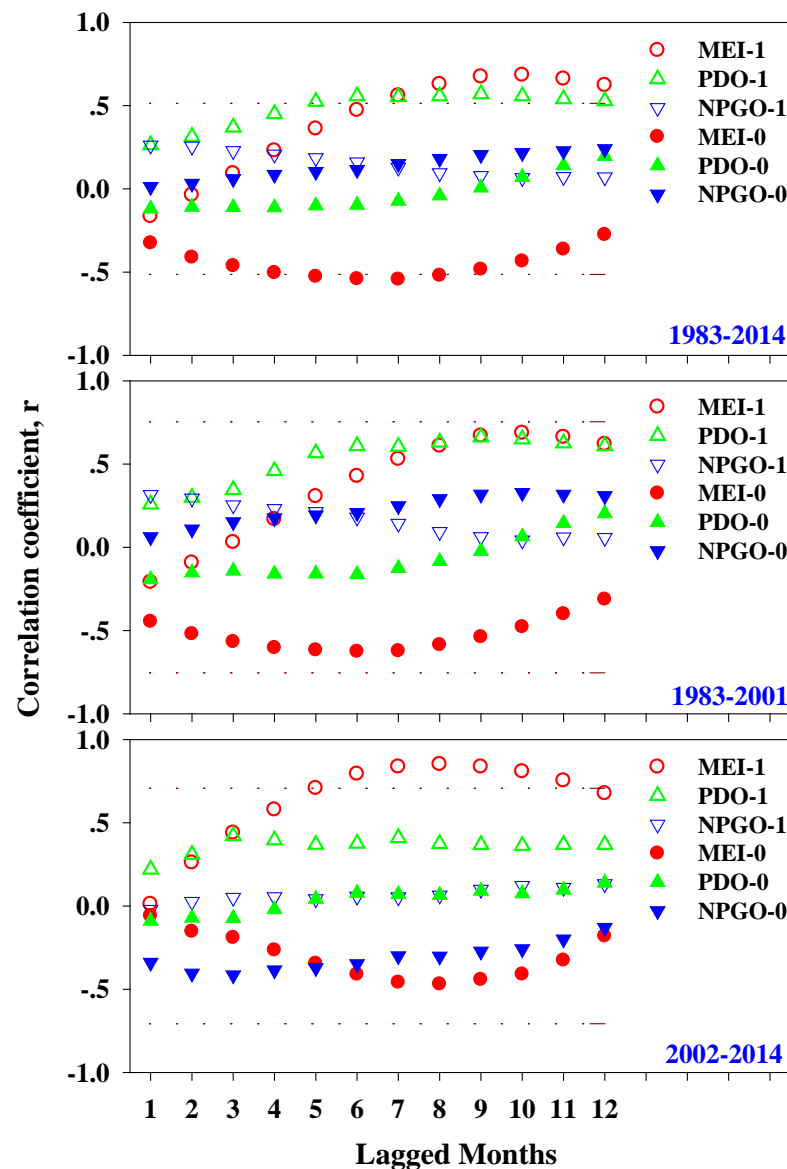 Correlation coefficient, r
1.0
.5
0.0
-.5
-1.0
MEI-1
PDO-1
NPGO-1
MEI-0
PDO-0
NPGO-0
1983-2014
1.0
.5
0.0
-.5
-1.0
MEI-1
PDO-1
NPGO-1
MEI-0
PDO-0
NPGO-0
1983-2001
1.0
.5
0.0
-.5
-1.0
MEI-1
PDO-1
NPGO-1
MEI-0
PDO-0
NPGO-0
2002-2014
1 2 3 4 5 6 7 8 9 10 11 12
Lagged Months